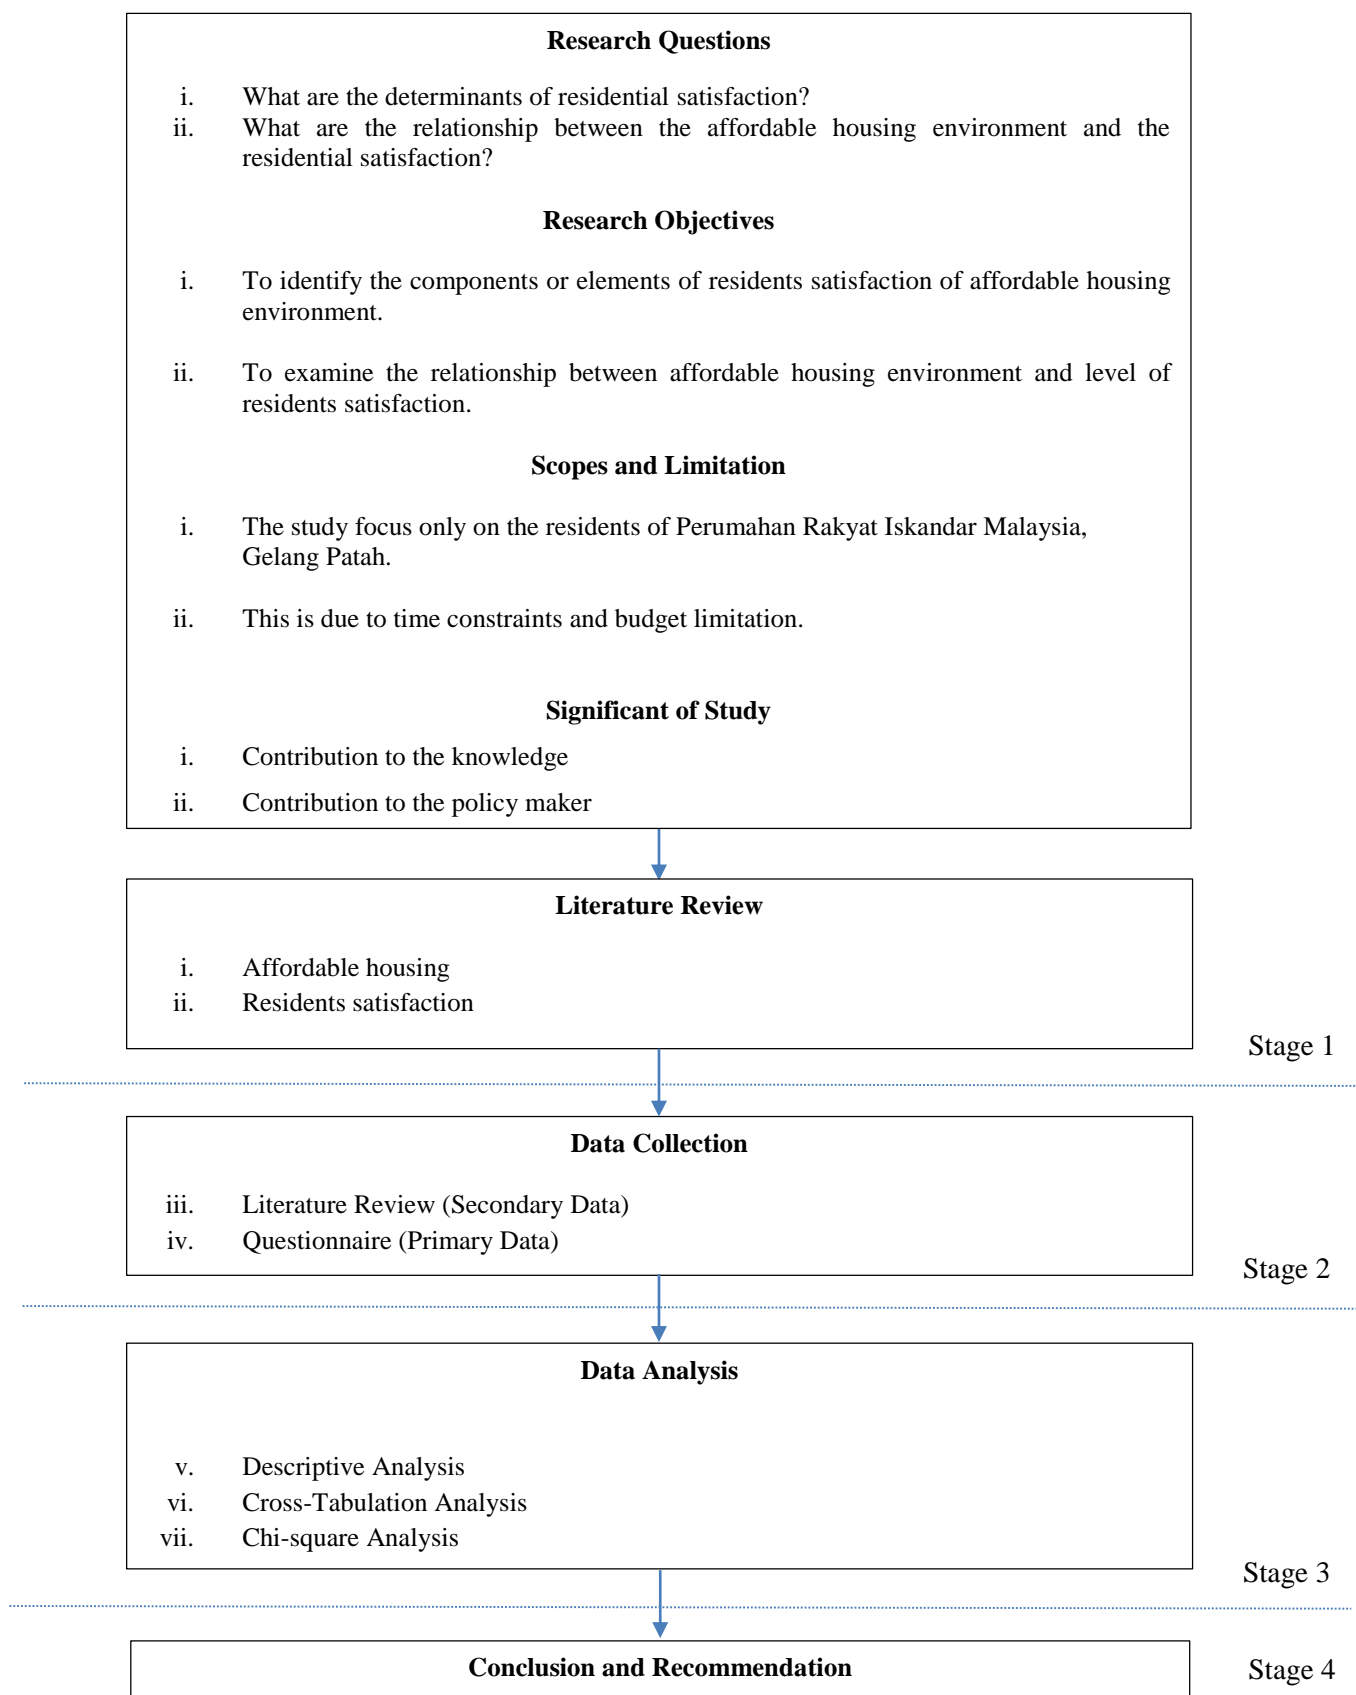 Research Questions
i. What are the determinants of residential satisfaction?
ii. What are the relationship between the affordable housing environment and the
residential satisfaction?
Research Objectives
i. To identify the components or elements of residents satisfaction of affordable housing
environment.
ii. To examine the relationship between affordable housing environment and level of
residents satisfaction.
Scopes and Limitation
i. The study focus only on the residents of Perumahan Rakyat Iskandar Malaysia,
Gelang Patah.
ii. This is due to time constraints and budget limitation.
Significant of Study
i. Contribution to the knowledge
ii. Contribution to the policy maker
Literature Review
i. Affordable housing
ii. Residents satisfaction
Stage 1
Data Collection
iii. Literature Review (Secondary Data)
iv. Questionnaire (Primary Data)
Stage 2
Data Analysis
v. Descriptive Analysis
vi. Cross-Tabulation Analysis
vii. Chi-square Analysis
Stage 3
Conclusion and Recommendation
Stage 4